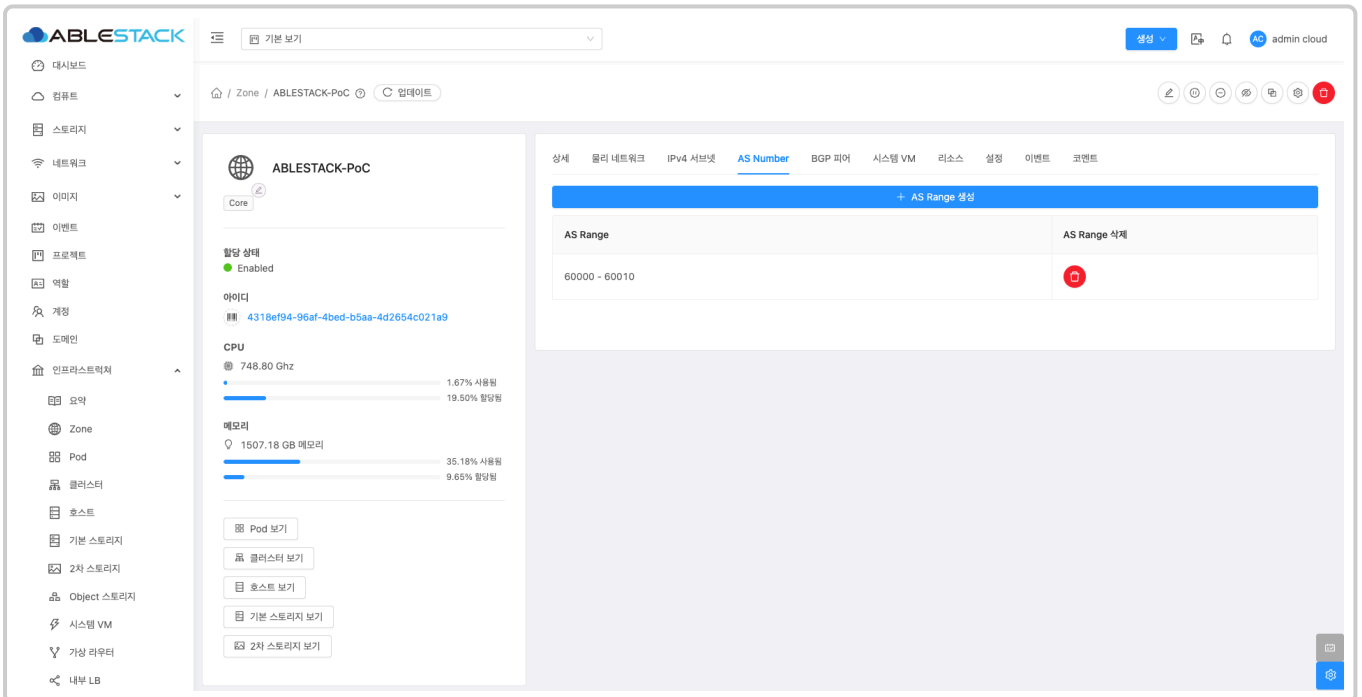 ABLESTACK
기본 보기
생성
AC admin cloud
대시보드
컴퓨트
스토리지
네트워크
이미지
이벤트
프로젝트
역할
계정
도메인
인프라스트럭쳐
요약
Zone
Pod
클러스터
호스트
기본 스토리지
2차 스토리지
Object 스토리지
시스템 VM
가상 라우터
내부 LB
/ Zone / ABLESTACK-PoC 업데이트
ABLESTACK-PoC
Core
할당 상태
Enabled
아이디
4318ef94-96af-4bed-b5aa-4d2654c021a9
CPU
748.80 Ghz
1.67% 사용됨
19.50% 할당됨
메모리
1507.18 GB 메모리
35.18% 사용됨
9.65% 할당됨
Pod 보기
클러스터 보기
호스트 보기
기본 스토리지 보기
2차 스토리지 보기
상세 물리 네트워크 IPv4 서브넷 AS Number BGP 피어 시스템 VM 리소스 설정 이벤트 코멘트
+ AS Range 생성
AS Range AS Range 삭제
60000 - 60010